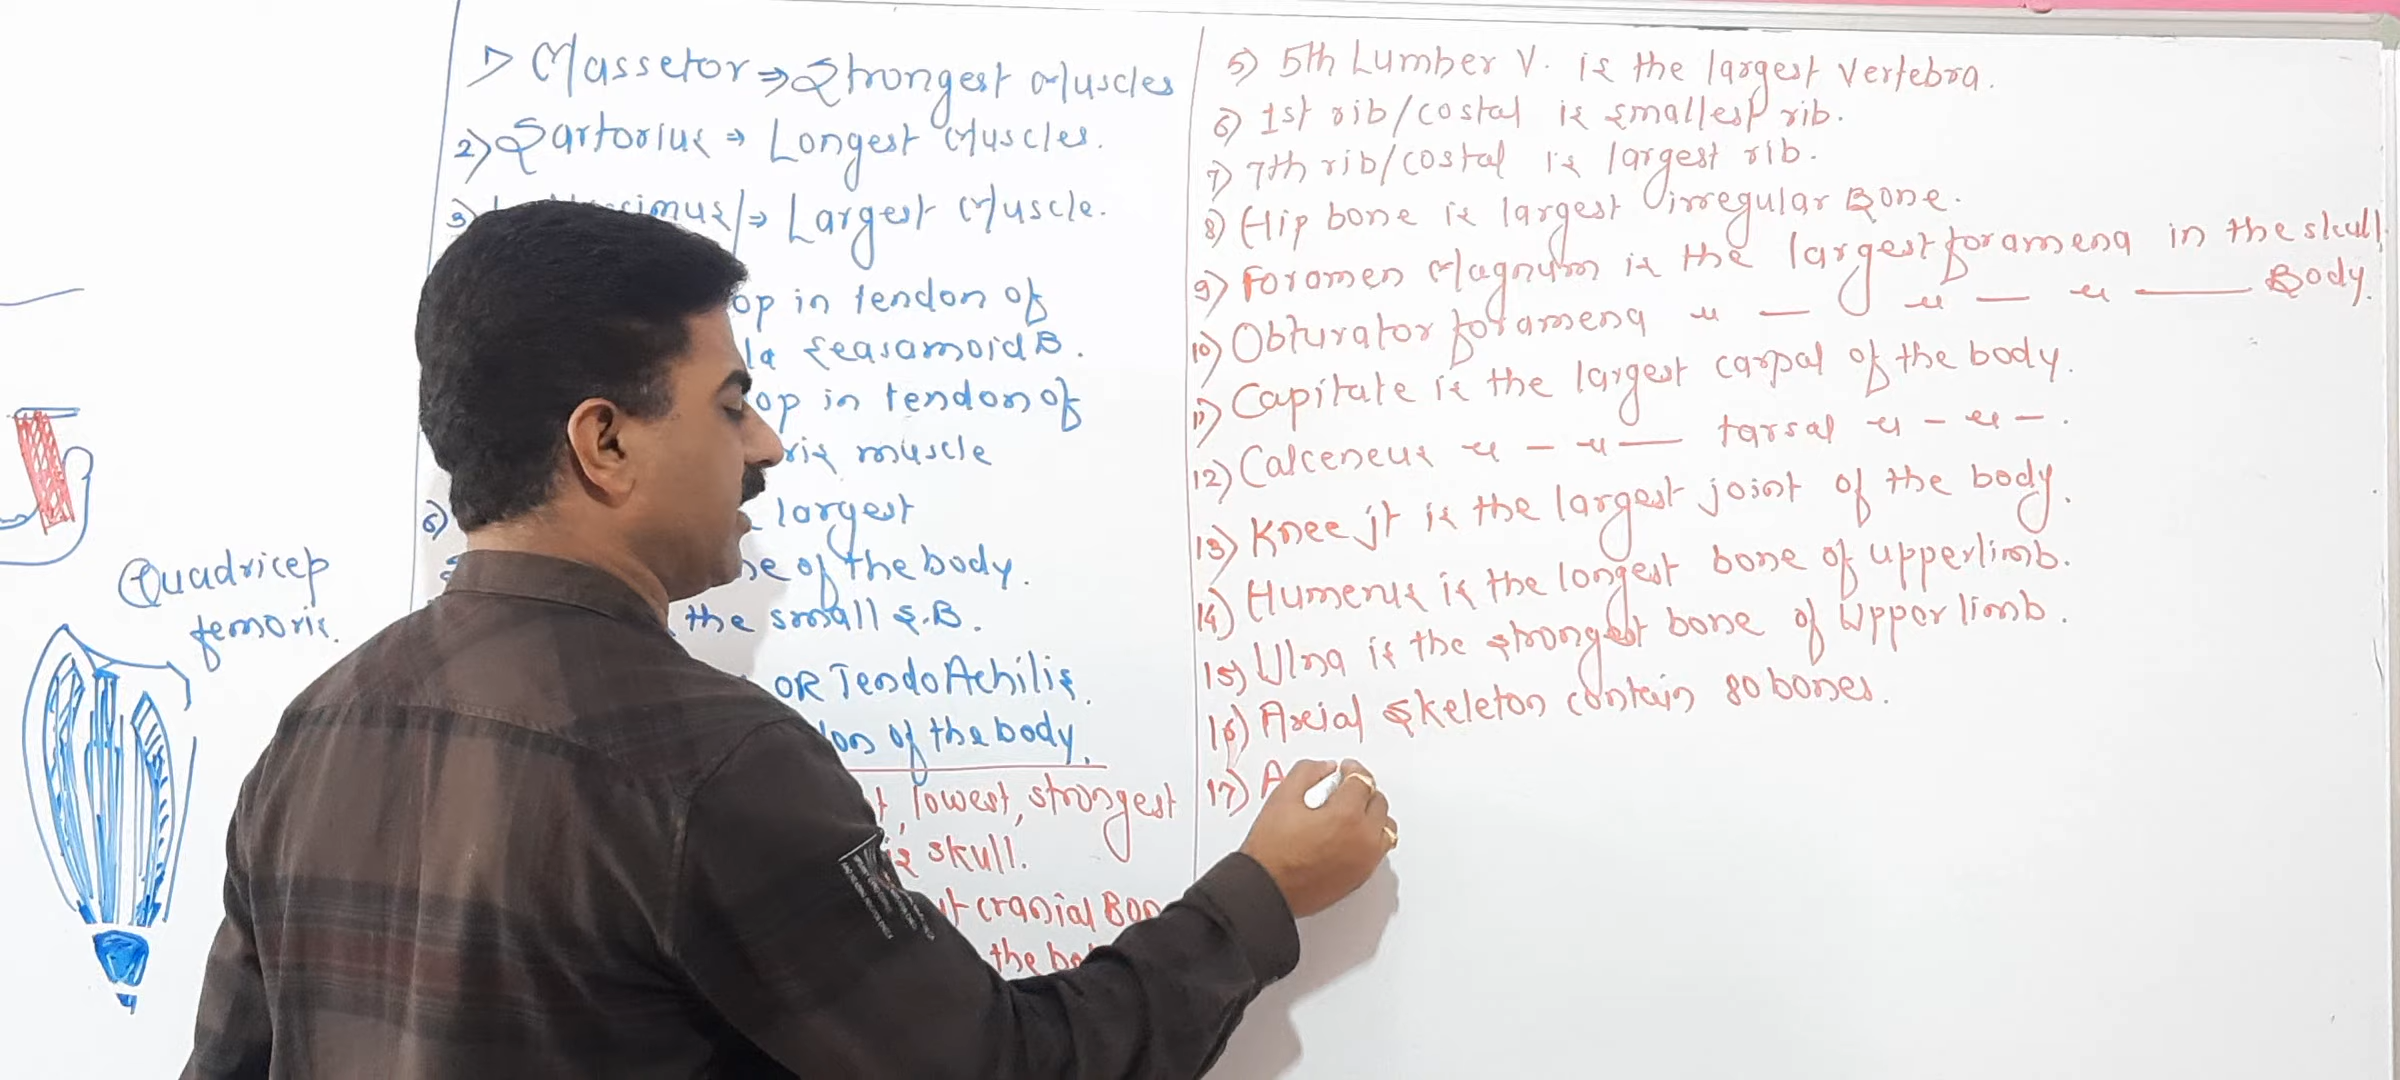 Quadricep
femoris.
1) Massetor ⇒ Strongest Muscles
2) Sartorius ⇒ Longest Muscles.
3) ⇒ Largest Muscle.
op in tendon of
la seasamoid B.
op in tendon of
ris muscle
6) largest
of the body.
the small S.B.
OR Tendo Achilis.
of the body.
lowest, strongest
is skull.
cranial Bon
the bo
5) 5th Lumber V. is the largest Vertebra.
6) 1st rib/costal is smallest rib.
7) 7th rib/costal is largest rib.
8) Hip bone is largest irregular Bone.
9) Foramen Magnum is the largest foramena in the skull.
10) Obturator foramena " — " — " — Body.
11) Capitate is the largest carpal of the body.
12) Calceneus " — " — tarsal " — " —.
13) Knee jt is the largest joint of the body.
14) Humerus is the longest bone of upperlimb.
15) Ulna is the strongest bone of Upper limb.
16) Axial skeleton contain 80 bones.
17) A